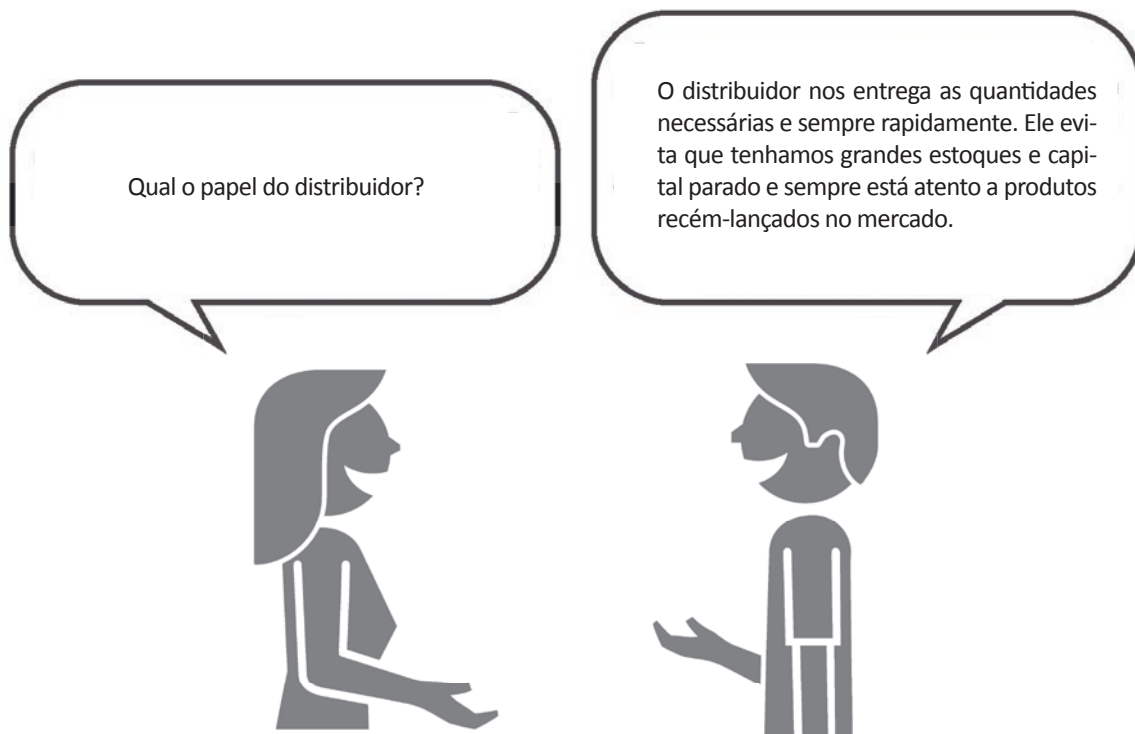 Qual o papel do distribuidor?
O distribuidor nos entrega as quantidades
necessárias e sempre rapidamente. Ele evi-
ta que tenhamos grandes estoques e capi-
tal parado e sempre está atento a produtos
recém-lançados no mercado.